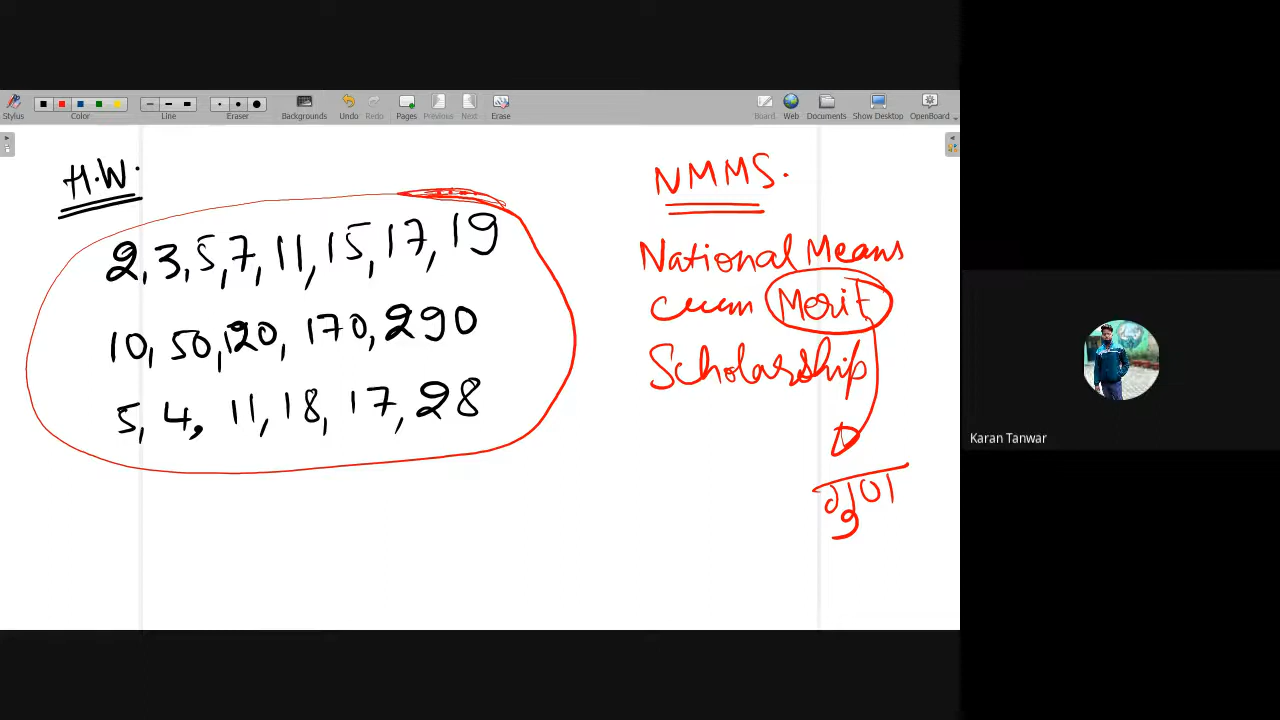 Stylus
Color
Line
Eraser
Backgrounds
Undo
Redo
Pages
Previous
Next
Erase
Board
Web
Documents
Show Desktop
OpenBoard
H.W.
2, 3, 5, 7, 11, 15, 17, 19
10, 50, 120, 170, 290
5, 4, 11, 18, 17, 28
NMMS.
National Means
cum Merit
Scholarship
गुण
Karan Tanwar